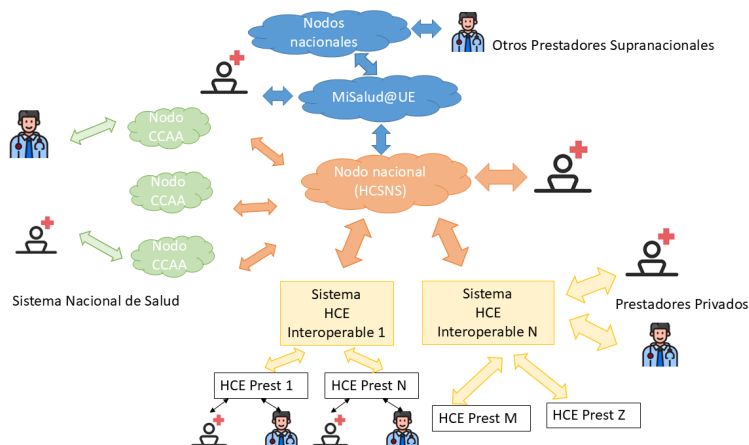 Nodos
nacionales
Otros Prestadores Supranacionales
MiSalud@UE
Nodo
CCAA
Nodo
CCAA
Nodo
CCAA
Nodo nacional
(HCSNS)
Sistema Nacional de Salud
Sistema
HCE
Interoperable 1
Sistema
HCE
Interoperable N
Prestadores Privados
HCE Prest 1
HCE Prest N
HCE Prest M
HCE Prest Z